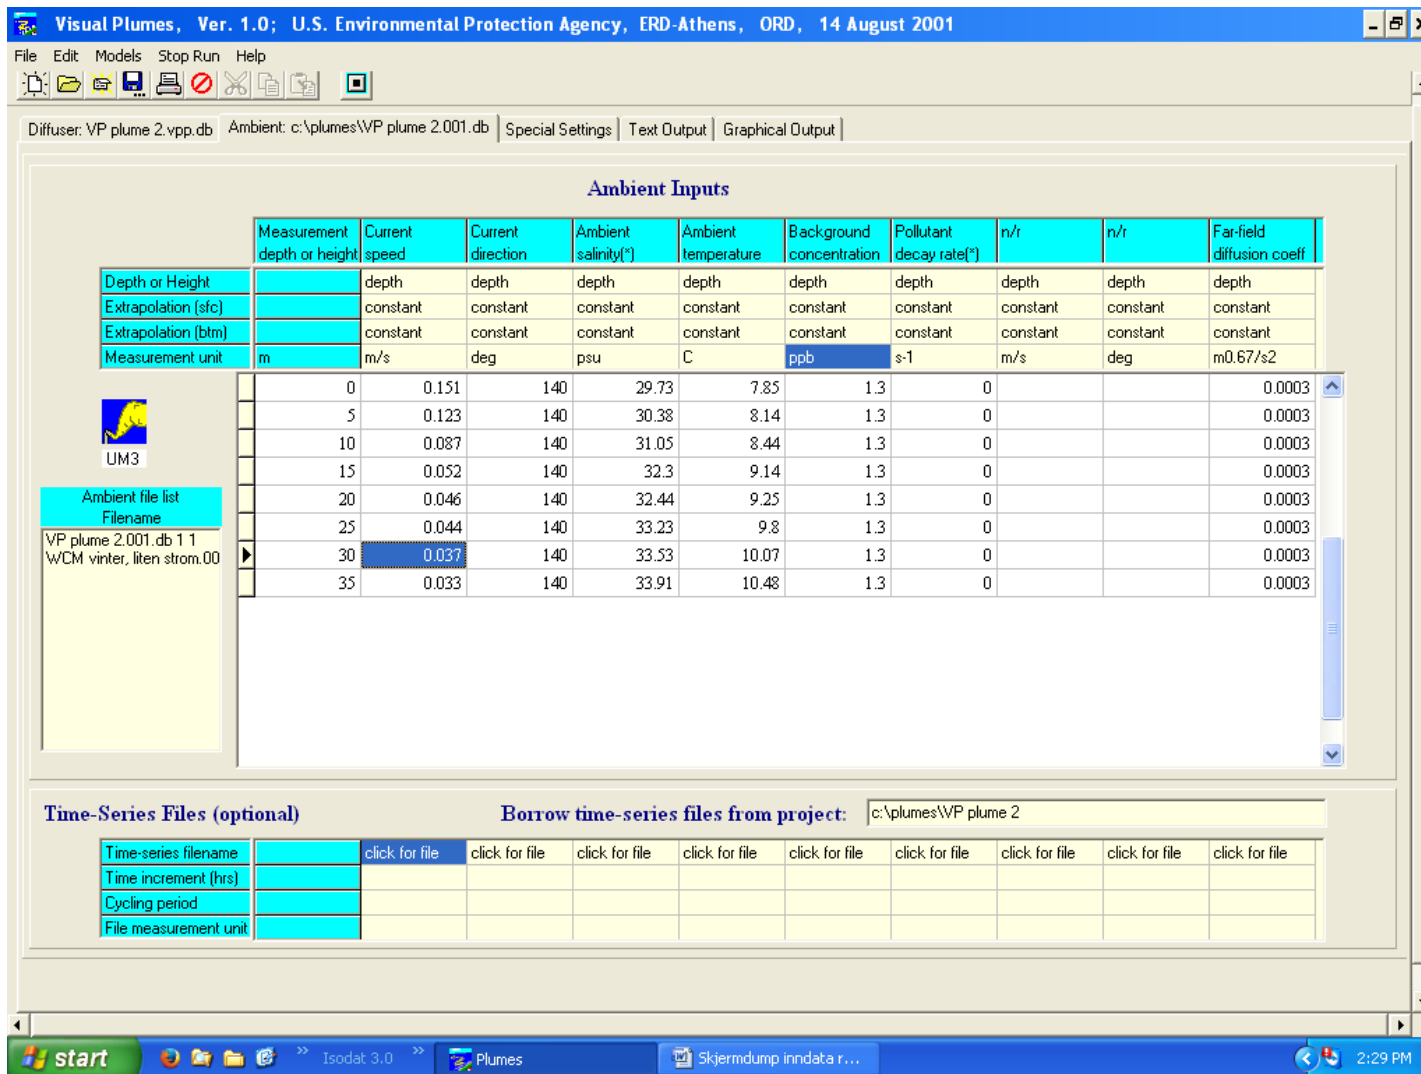 Visual Plumes, Ver. 1.0; U.S. Environmental Protection Agency, ERD-Athens, ORD, 14 August 2001
File Edit Models Stop Run Help
Diffuser: VP plume 2.vpp.db Ambient: c:\plumes\VP plume 2.001.db Special Settings Text Output Graphical Output
Ambient Inputs
Measurement depth or height Current speed Current direction Ambient salinity(*) Ambient temperature Background concentration Pollutant decay rate(*) n/r n/r Far-field diffusion coeff
Depth or Height depth depth depth depth depth depth depth depth depth
Extrapolation (sfc) constant constant constant constant constant constant constant constant constant
Extrapolation (btm) constant constant constant constant constant constant constant constant constant
Measurement unit m m/s deg psu C ppb s-1 m/s deg m0.67/s2
0 0.151 140 29.73 7.85 1.3 0 0.0003
5 0.123 140 30.38 8.14 1.3 0 0.0003
10 0.087 140 31.05 8.44 1.3 0 0.0003
15 0.052 140 32.3 9.14 1.3 0 0.0003
20 0.046 140 32.44 9.25 1.3 0 0.0003
25 0.044 140 33.23 9.8 1.3 0 0.0003
30 0.037 140 33.53 10.07 1.3 0 0.0003
35 0.033 140 33.91 10.48 1.3 0 0.0003
UM3
Ambient file list
Filename
VP plume 2.001.db 1 1
WCM vinter, liten strom.00
Time-Series Files (optional) Borrow time-series files from project: c:\plumes\VP plume 2
Time-series filename click for file click for file click for file click for file click for file click for file click for file click for file click for file
Time increment (hrs)
Cycling period
File measurement unit
start Isodat 3.0 Plumes Skjermdump inndata r... 2:29 PM